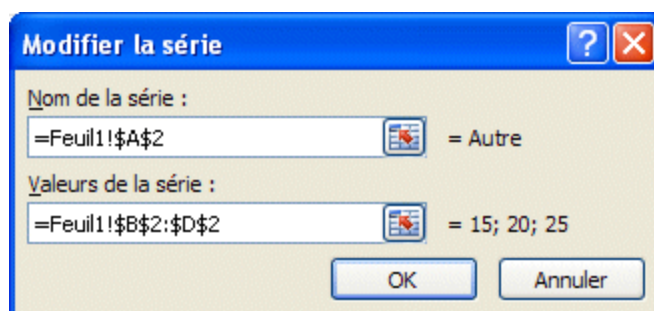 Modifier la série
Nom de la série :
=Feuil1!$A$2 = Autre
Valeurs de la série :
=Feuil1!$B$2:$D$2 = 15; 20; 25
OK Annuler